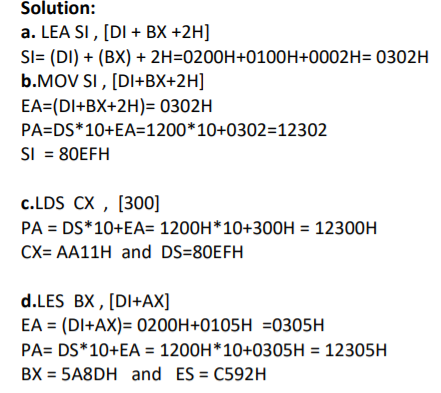 Solution:
a. LEA SI , [DI + BX +2H]
SI= (DI) + (BX) + 2H=0200H+0100H+0002H= 0302H
b.MOV SI , [DI+BX+2H]
EA=(DI+BX+2H)= 0302H
PA=DS*10+EA=1200*10+0302=12302
SI = 80EFH
c.LDS CX , [300]
PA = DS*10+EA= 1200H*10+300H = 12300H
CX= AA11H and DS=80EFH
d.LES BX , [DI+AX]
EA = (DI+AX)= 0200H+0105H =0305H
PA= DS*10+EA = 1200H*10+0305H = 12305H
BX = 5A8DH and ES = C592H